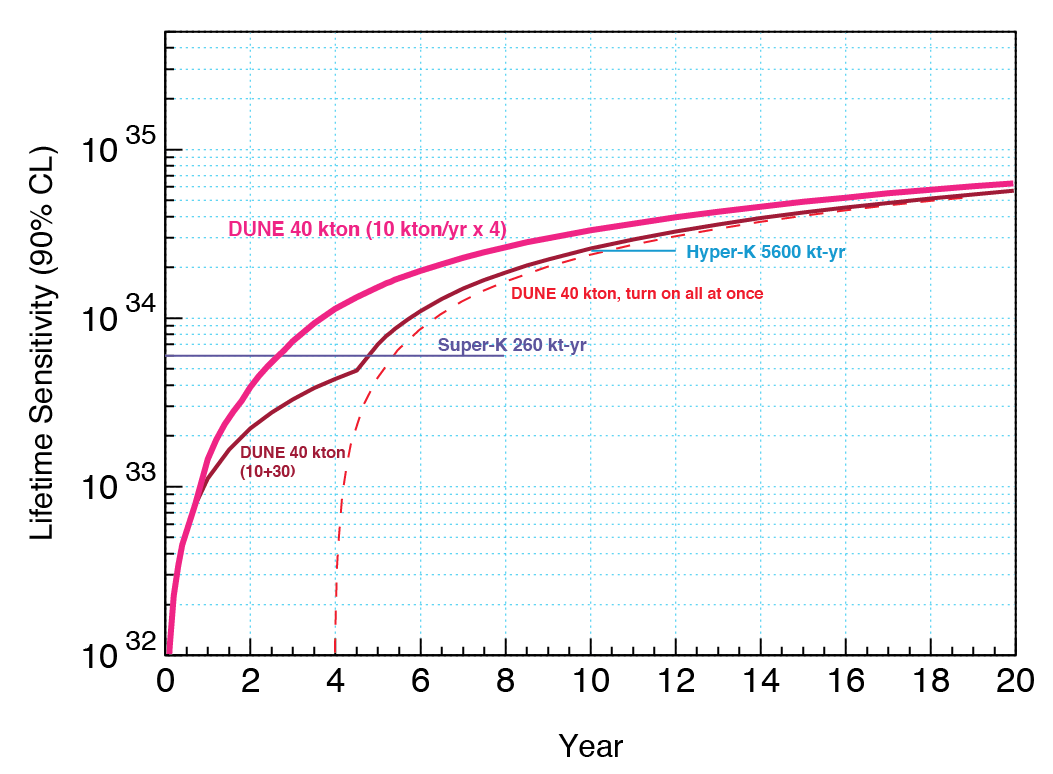 Lifetime Sensitivity (90% CL)
10 35
10 34
10 33
10 32
DUNE 40 kton (10 kton/yr x 4)
Hyper-K 5600 kt-yr
DUNE 40 kton, turn on all at once
Super-K 260 kt-yr
DUNE 40 kton
(10+30)
0 2 4 6 8 10 12 14 16 18 20
Year